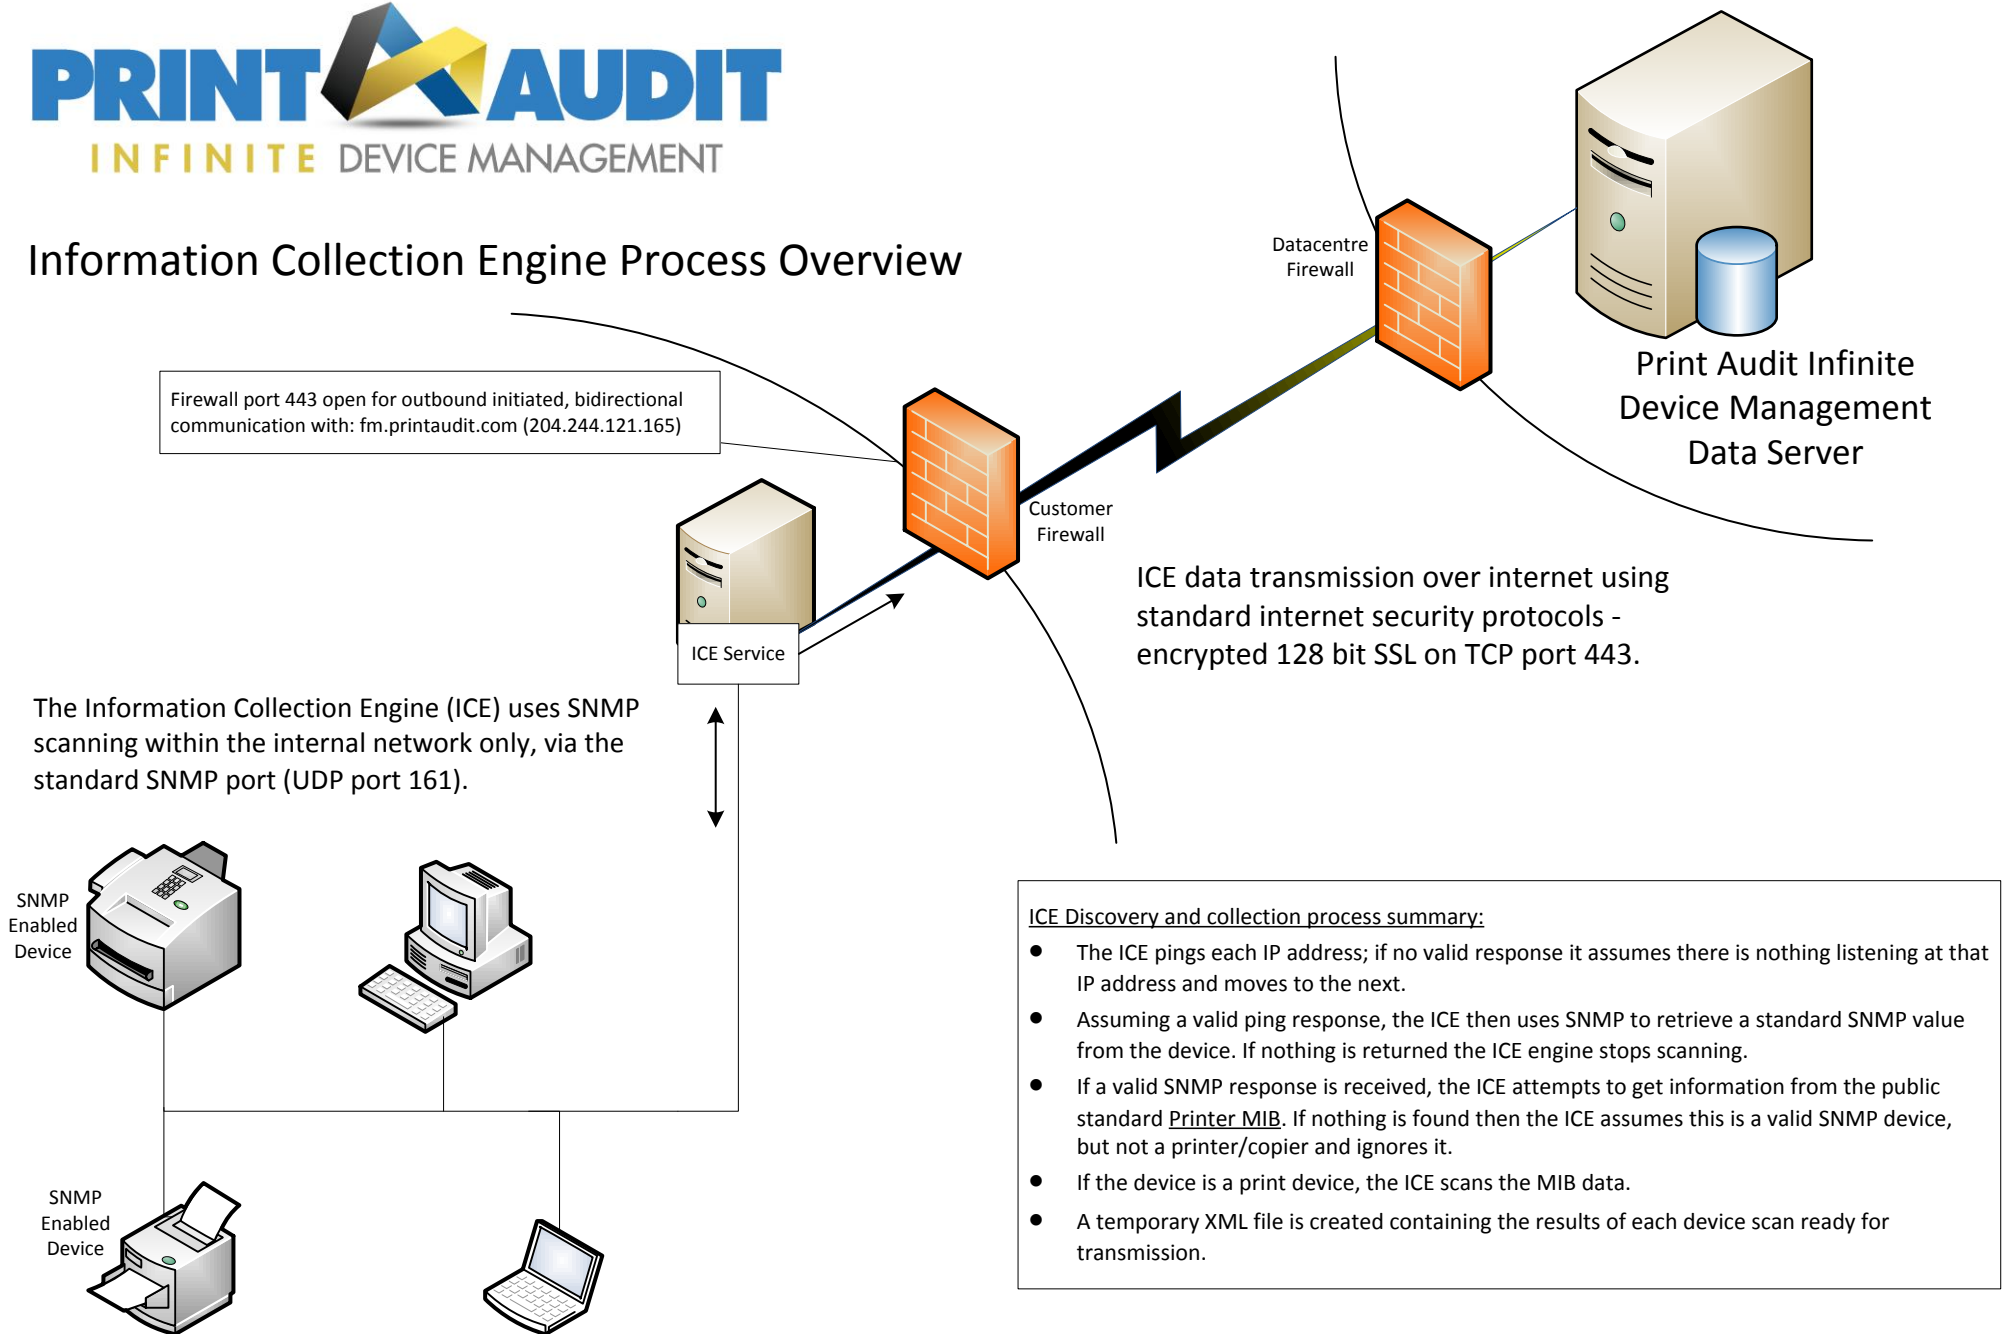 PRINT AUDIT
INFINITE DEVICE MANAGEMENT
Information Collection Engine Process Overview
Datacentre
Firewall
Print Audit Infinite
Device Management
Data Server
Firewall port 443 open for outbound initiated, bidirectional
communication with: fm.printaudit.com (204.244.121.165)
Customer
Firewall
ICE Service
ICE data transmission over internet using
standard internet security protocols -
encrypted 128 bit SSL on TCP port 443.
The Information Collection Engine (ICE) uses SNMP
scanning within the internal network only, via the
standard SNMP port (UDP port 161).
SNMP
Enabled
Device
SNMP
Enabled
Device
ICE Discovery and collection process summary:
● The ICE pings each IP address; if no valid response it assumes there is nothing listening at that
IP address and moves to the next.
● Assuming a valid ping response, the ICE then uses SNMP to retrieve a standard SNMP value
from the device. If nothing is returned the ICE engine stops scanning.
● If a valid SNMP response is received, the ICE attempts to get information from the public
standard Printer MIB. If nothing is found then the ICE assumes this is a valid SNMP device,
but not a printer/copier and ignores it.
● If the device is a print device, the ICE scans the MIB data.
● A temporary XML file is created containing the results of each device scan ready for
transmission.